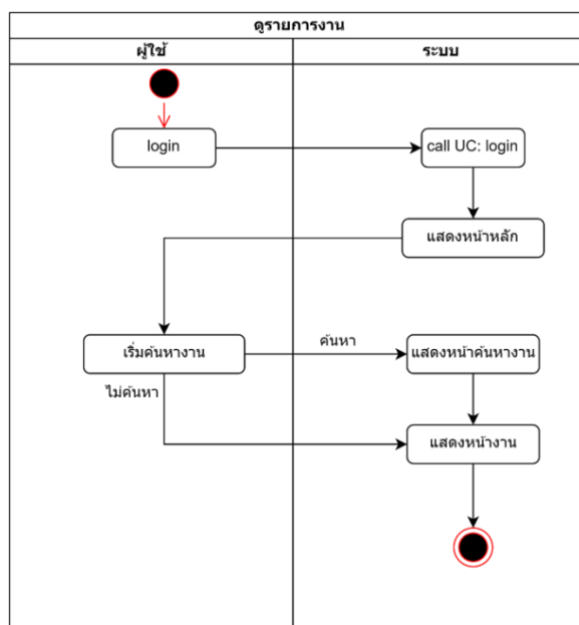 ดูรายการงาน
ผู้ใช้
ระบบ
login
call UC: login
แสดงหน้าหลัก
เริ่มค้นหางาน
ค้นหา
แสดงหน้าค้นหางาน
ไม่ค้นหา
แสดงหน้างาน